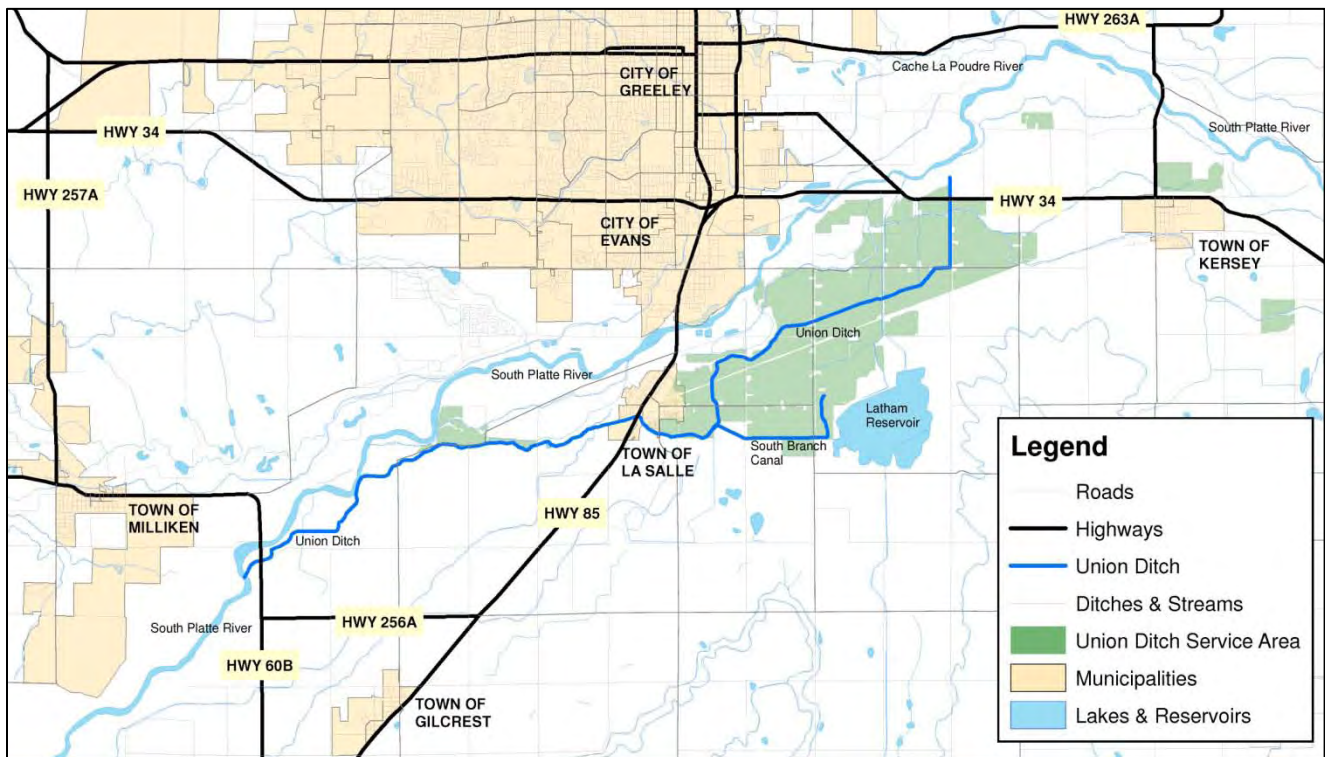 HWY 263A
CITY OF
GREELEY
Cache La Poudre River
HWY 34
South Platte River
HWY 257A
CITY OF
EVANS
HWY 34
TOWN OF
KERSEY
Union Ditch
South Platte River
Latham
Reservoir
South Branch
Canal
TOWN OF
LA SALLE
TOWN OF
MILLIKEN
HWY 85
Union Ditch
South Platte River
HWY 256A
HWY 60B
TOWN OF
GILCREST
Legend
Roads
Highways
Union Ditch
Ditches & Streams
Union Ditch Service Area
Municipalities
Lakes & Reservoirs